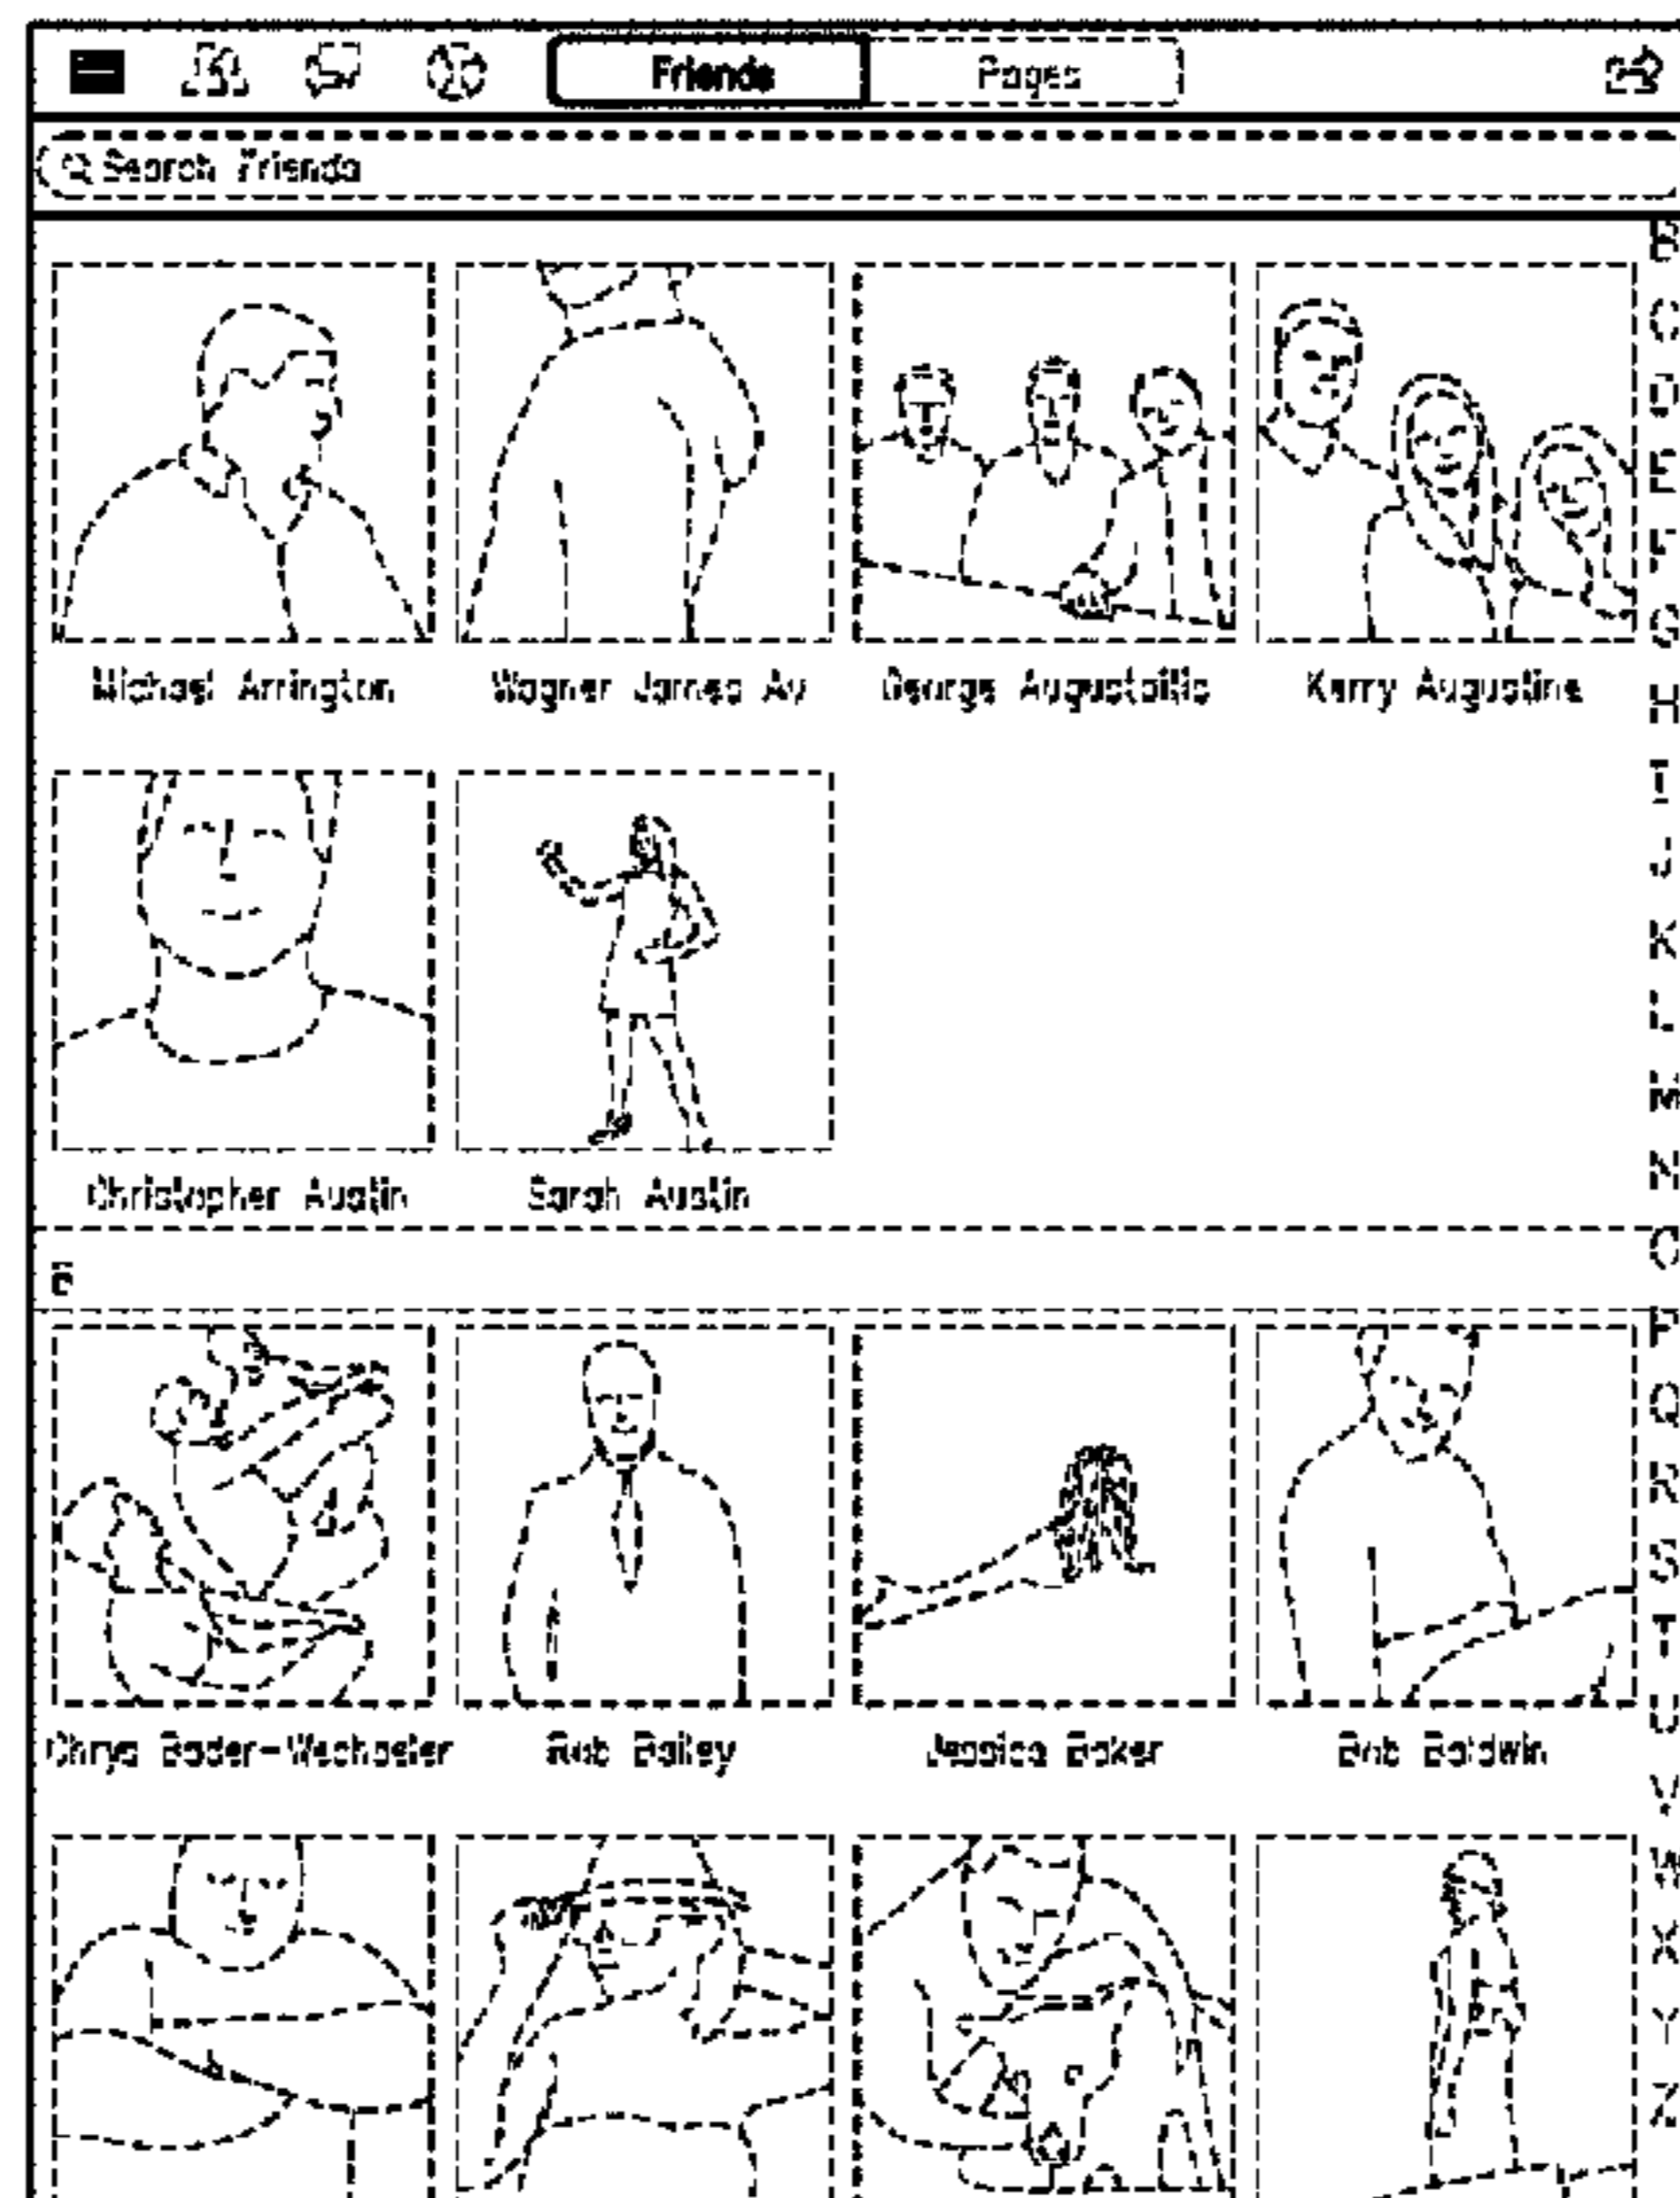 Friends Pages
Search Friends
Michael Arrington Wagner James Au George Kerry Augustine
Christopher Austin Sarah Austin
B
Chrys Bader-Wechseler Rob Bailey Jessica Baker Bob Baldwin
B
C
D
E
F
G
H
I
J
K
L
M
N
O
P
Q
R
S
T
U
V
W
X
Y
Z